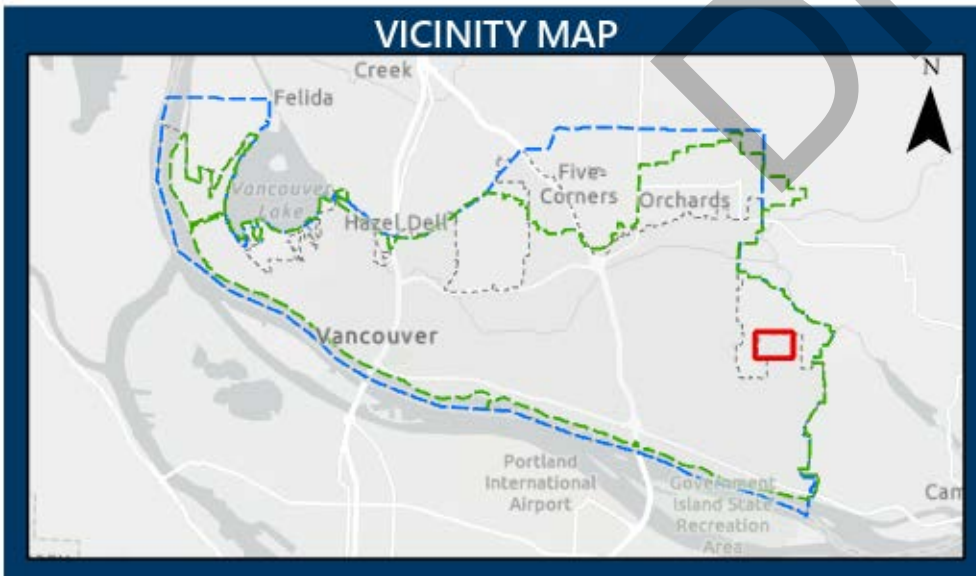 VICINITY MAP
Creek
N
Felida
Five
Corners
Orchards
Vancouver
Lake
Hazel Dell
Vancouver
Portland
International
Airport
Government
Island State
Recreation
Area
Cam